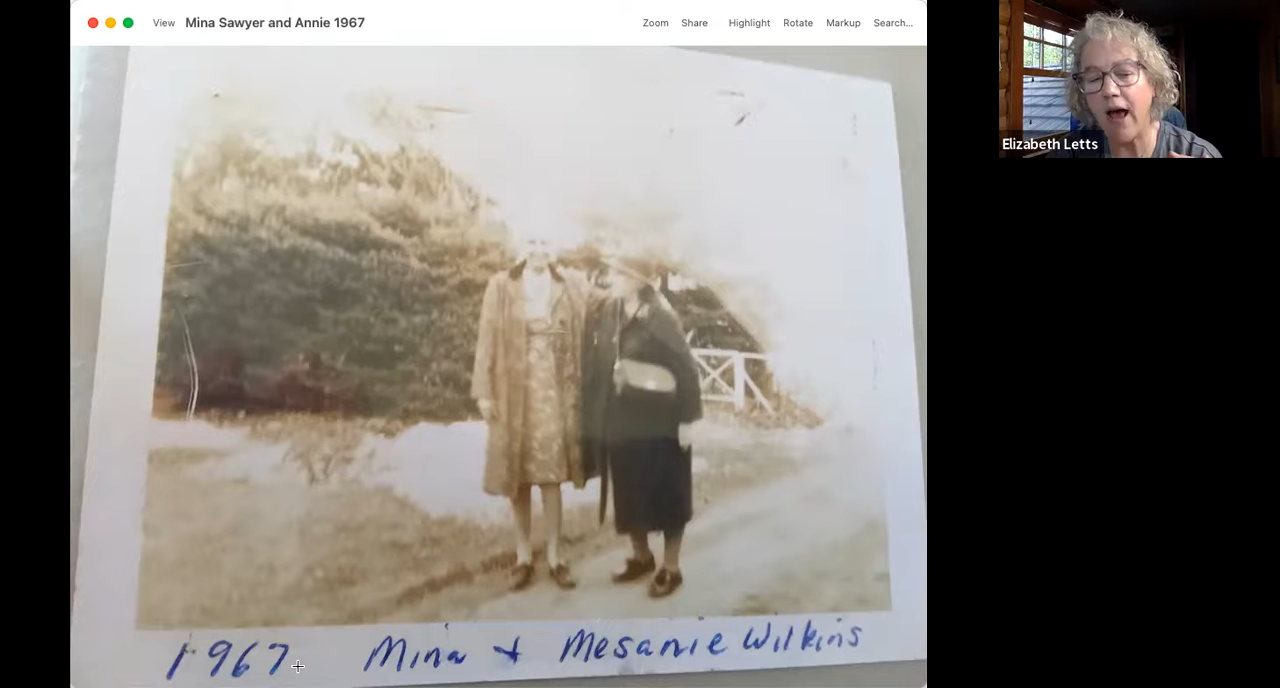 View Mina Sawyer and Annie 1967 Zoom Share Highlight Rotate Markup Search...
Elizabeth Letts
1967 Mina + Mesanie Wilkins